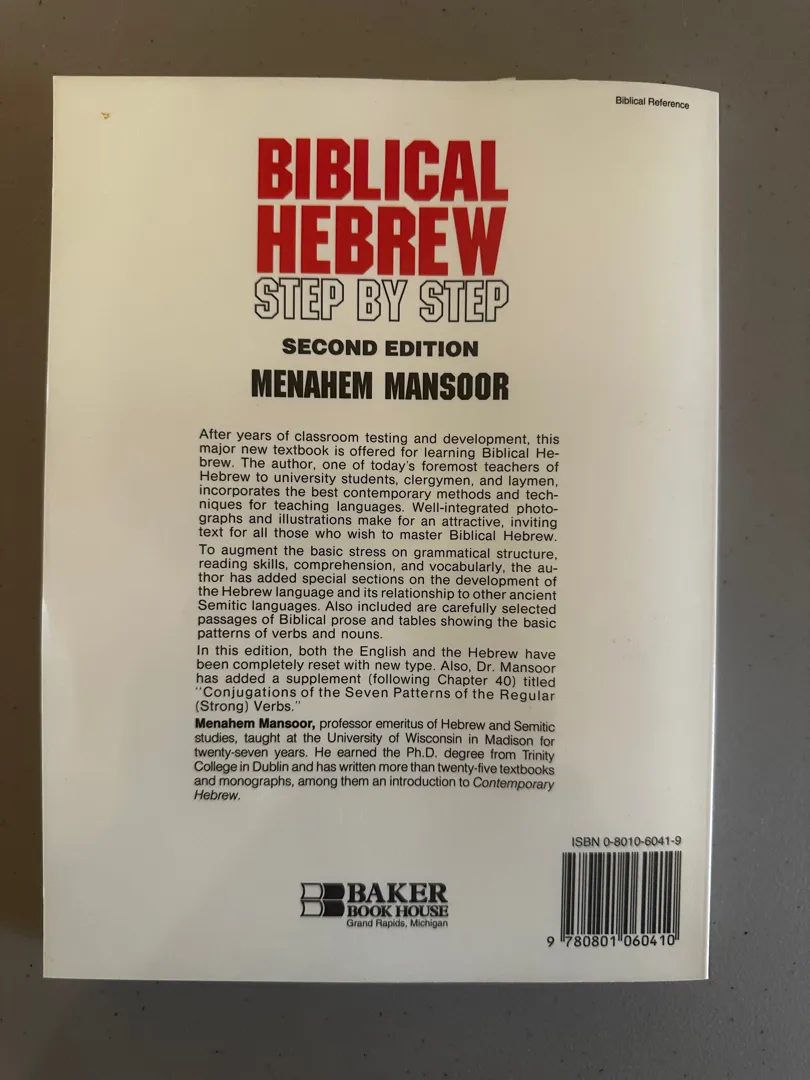 Biblical Reference
BIBLICAL
HEBREW
STEP BY STEP
SECOND EDITION
MENAHEM MANSOOR
After years of classroom testing and development, this
major new textbook is offered for learning Biblical He-
brew. The author, one of today's foremost teachers of
Hebrew to university students, clergymen, and laymen,
incorporates the best contemporary methods and tech-
niques for teaching languages. Well-integrated photo-
graphs and illustrations make for an attractive, inviting
text for all those who wish to master Biblical Hebrew.
To augment the basic stress on grammatical structure,
reading skills, comprehension, and vocabularly, the au-
thor has added special sections on the development of
the Hebrew language and its relationship to other ancient
Semitic languages. Also included are carefully selected
passages of Biblical prose and tables showing the basic
patterns of verbs and nouns.
In this edition, both the English and the Hebrew have
been completely reset with new type. Also, Dr. Mansoor
has added a supplement (following Chapter 40) titled
"Conjugations of the Seven Patterns of the Regular
(Strong) Verbs."
Menahem Mansoor, professor emeritus of Hebrew and Semitic
studies, taught at the University of Wisconsin in Madison for
twenty-seven years. He earned the Ph.D. degree from Trinity
College in Dublin and has written more than twenty-five textbooks
and monographs, among them an introduction to Contemporary
Hebrew.
ISBN 0-8010-6041-9
BAKER
BOOK HOUSE
Grand Rapids, Michigan
9 780801 060410